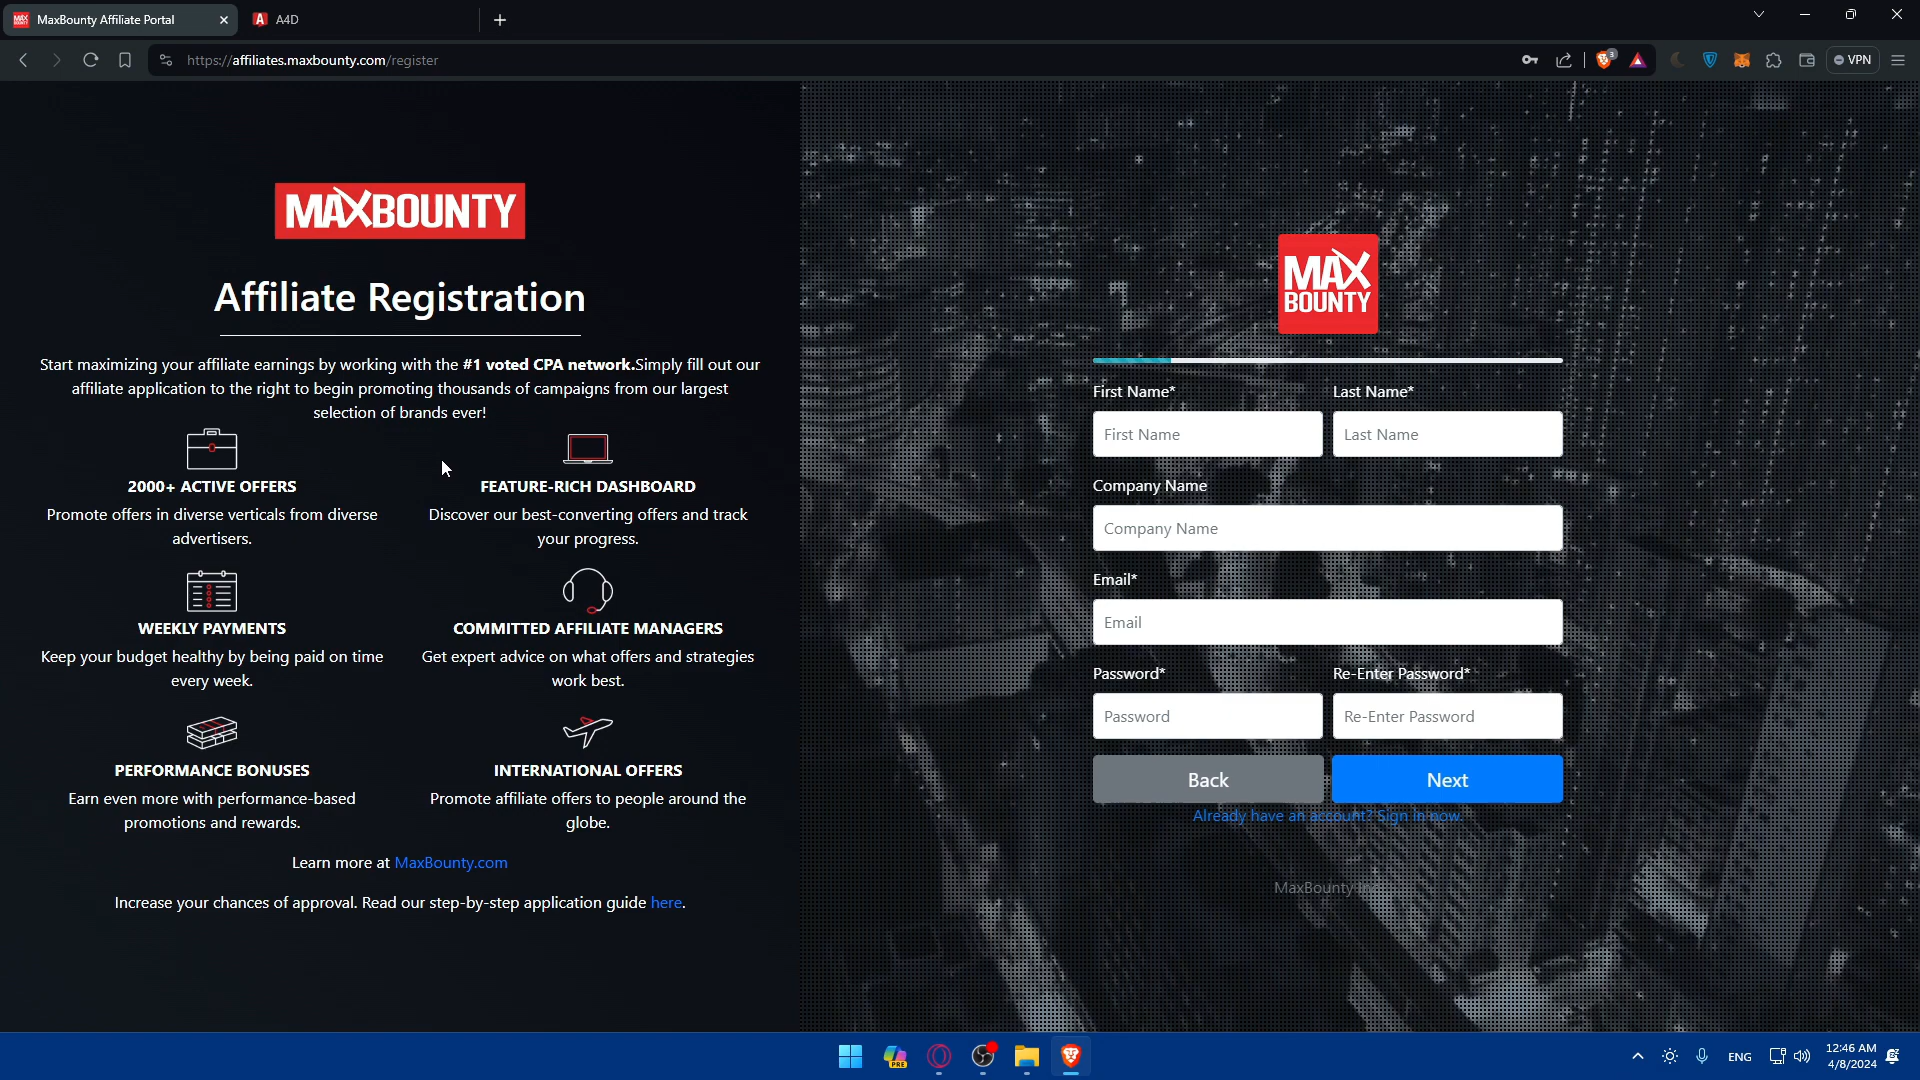 MaxBounty Affiliate Portal
A4D
https://affiliates.maxbounty.com/register
3
VPN
MAXBOUNTY
Affiliate Registration
Start maximizing your affiliate earnings by working with the #1 voted CPA network.Simply fill out our
affiliate application to the right to begin promoting thousands of campaigns from our largest
selection of brands ever!
2000+ ACTIVE OFFERS
Promote offers in diverse verticals from diverse
advertisers.
FEATURE-RICH DASHBOARD
Discover our best-converting offers and track
your progress.
WEEKLY PAYMENTS
Keep your budget healthy by being paid on time
every week.
COMMITTED AFFILIATE MANAGERS
Get expert advice on what offers and strategies
work best.
PERFORMANCE BONUSES
Earn even more with performance-based
promotions and rewards.
INTERNATIONAL OFFERS
Promote affiliate offers to people around the
globe.
Learn more at MaxBounty.com
Increase your chances of approval. Read our step-by-step application guide here.
MAX
BOUNTY
First Name* Last Name*
First Name Last Name
Company Name
Company Name
Email*
Email
Password* Re-Enter Password*
Password Re-Enter Password
Back Next
Already have an account? Sign in now.
MaxBounty Inc
PRE
ENG
12:46 AM
4/8/2024